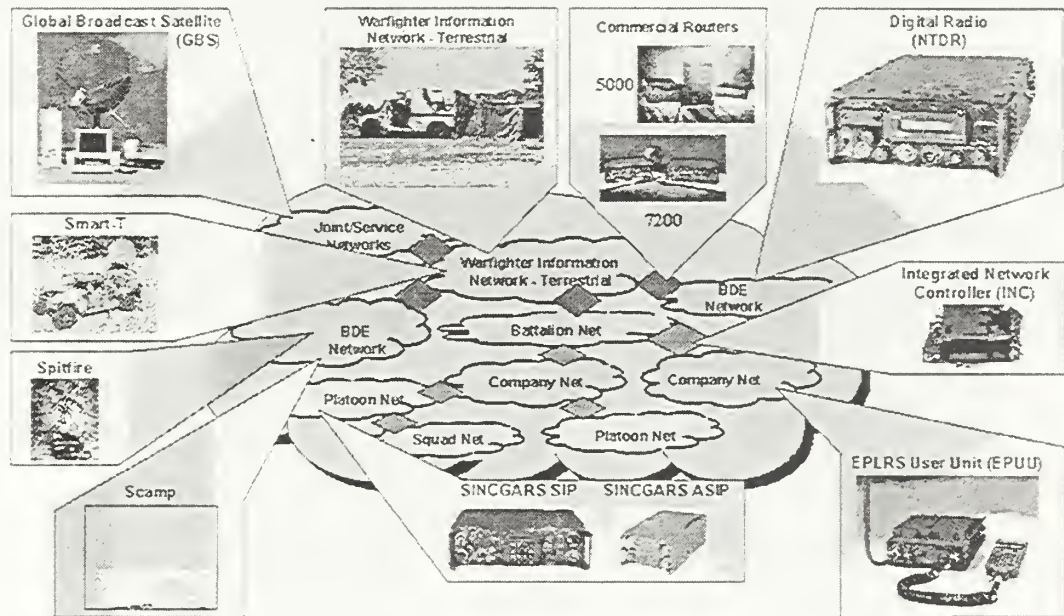 Global Broadcast Satellite
(GBS)
Warfighter Information
Network - Terrestrial
Commercial Routers
5000
7200
Digital Radio
(NTDR)
Smart-T
Joint/Service
Networks
Warfighter Information
Network - Terrestrial
BDE
Network
Integrated Network
Controller (INC)
BDE
Network
Battalion Net
Spitfire
Company Net
Company Net
Platoon Net
Squad Net
Platoon Net
Scamp
SINCGARS SIP
SINCGARS ASIP
EPLRS User Unit (EPUU)